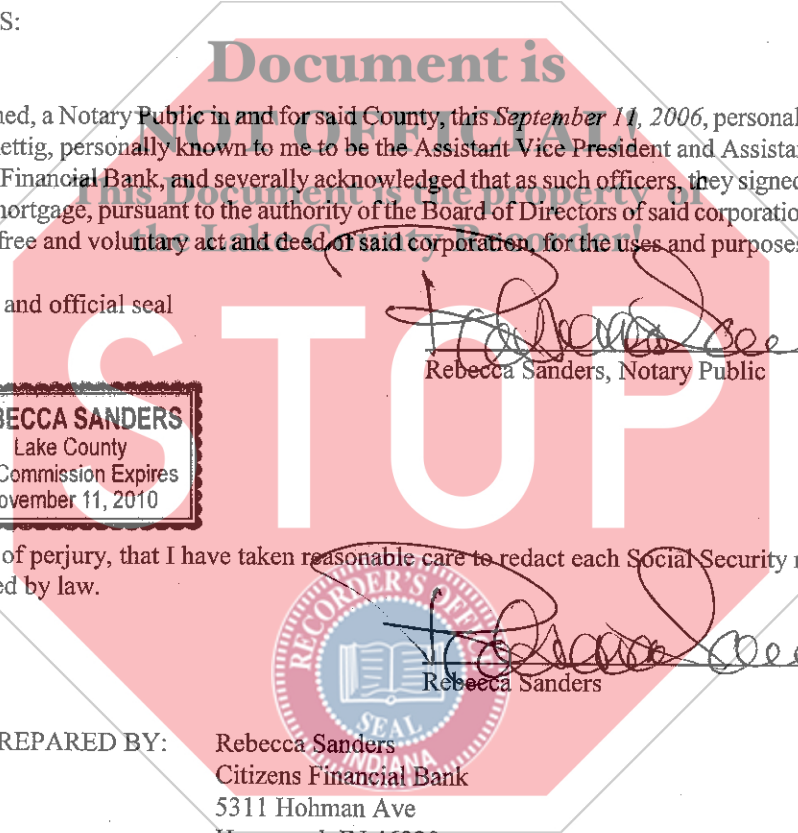 S:
Document is
ned, a Notary Public in and for said County, this September 11, 2006, personal
NOT OFFICIAL!
ettig, personally known to me to be the Assistant Vice President and Assista
Financial Bank, and severally acknowledged that as such officers, they signed
This Document is the property of
ortgage, pursuant to the authority of the Board of Directors of said corporatio
the Lake County Recorder!
free and voluntary act and deed of said corporation, for the uses and purposes
and official seal
STOP
Rebecca Sanders, Notary Public
BECCA SANDERS
Lake County
Commission Expires
ovember 11, 2010
of perjury, that I have taken reasonable care to redact each Social Security n
ed by law.
RECORDER'S OFFICE
SEAL
INDIANA
Rebecca Sanders
REPARED BY: Rebecca Sanders
Citizens Financial Bank
5311 Hohman Ave